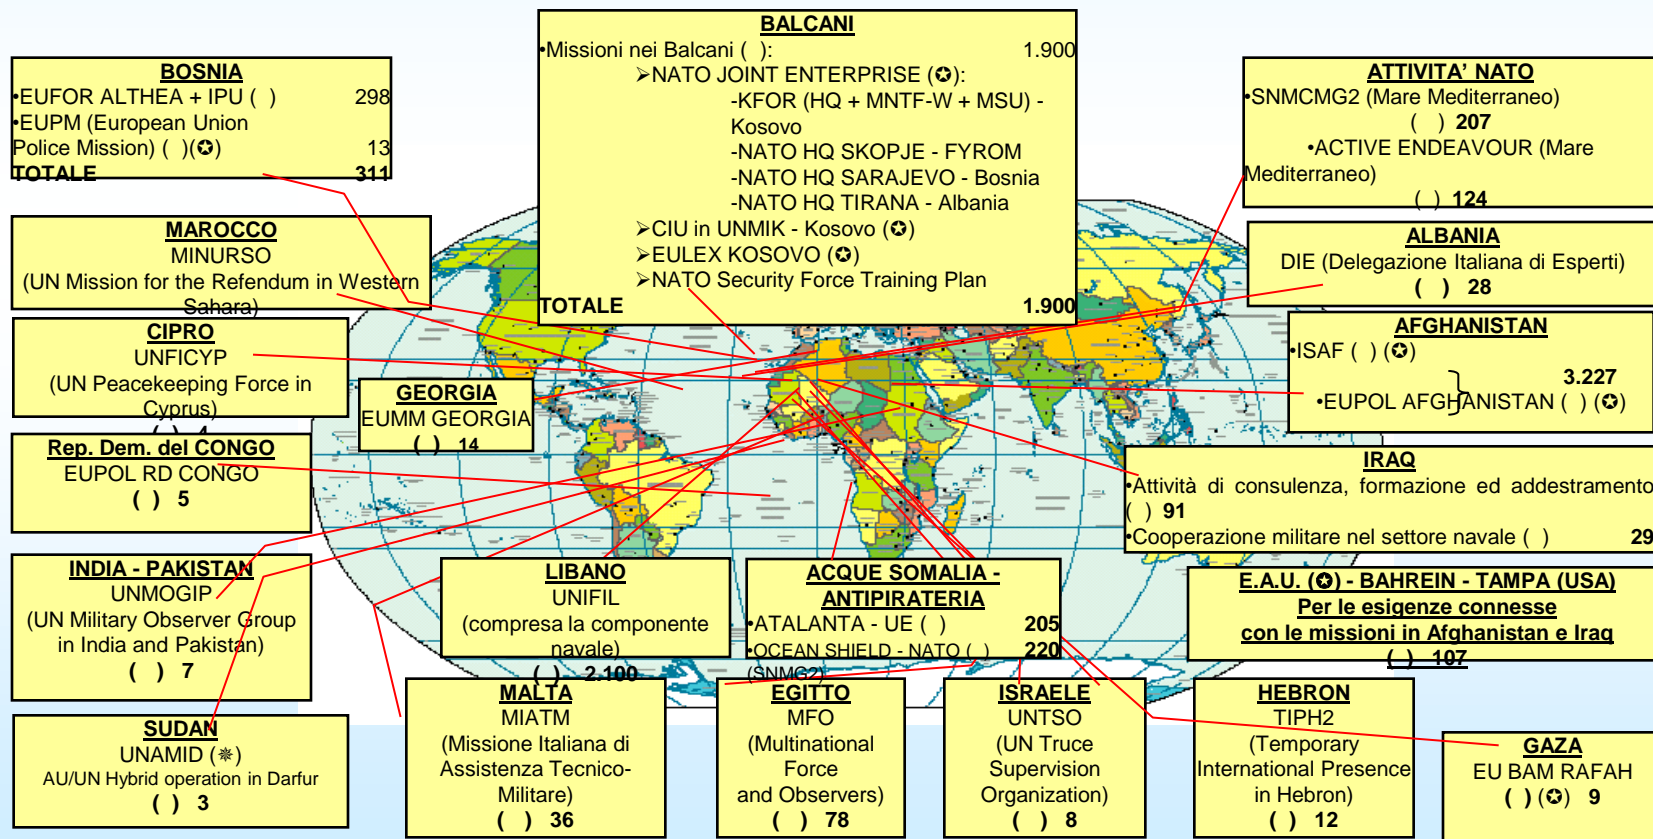 BALCANI
•Missioni nei Balcani ( ): 1.900
➢NATO JOINT ENTERPRISE (✪):
-KFOR (HQ + MNTF-W + MSU) -
Kosovo
-NATO HQ SKOPJE - FYROM
-NATO HQ SARAJEVO - Bosnia
-NATO HQ TIRANA - Albania
➢CIU in UNMIK - Kosovo (✪)
➢EULEX KOSOVO (✪)
➢NATO Security Force Training Plan
TOTALE 1.900
BOSNIA
•EUFOR ALTHEA + IPU ( ) 298
•EUPM (European Union
Police Mission) ( )(✪) 13
TOTALE 311
ATTIVITA' NATO
•SNMCMG2 (Mare Mediterraneo)
( ) 207
•ACTIVE ENDEAVOUR (Mare
Mediterraneo)
( ) 124
MAROCCO
MINURSO
(UN Mission for the Refendum in Western
Sahara)
ALBANIA
DIE (Delegazione Italiana di Esperti)
( ) 28
CIPRO
UNFICYP
(UN Peacekeeping Force in
Cyprus)
( ) 4
GEORGIA
EUMM GEORGIA
( ) 14
AFGHANISTAN
•ISAF ( ) (✪)
3.227
•EUPOL AFGHANISTAN ( ) (✪)
Rep. Dem. del CONGO
EUPOL RD CONGO
( ) 5
IRAQ
•Attività di consulenza, formazione ed addestramento
( ) 91
•Cooperazione militare nel settore navale ( ) 29
INDIA - PAKISTAN
UNMOGIP
(UN Military Observer Group
in India and Pakistan)
( ) 7
LIBANO
UNIFIL
(compresa la componente
navale)
( ) 2.100
ACQUE SOMALIA -
ANTIPIRATERIA
•ATALANTA - UE ( ) 205
•OCEAN SHIELD - NATO ( ) 220
(SNMG2)
E.A.U. (✪) - BAHREIN - TAMPA (USA)
Per le esigenze connesse
con le missioni in Afghanistan e Iraq
( ) 107
SUDAN
UNAMID (✵)
AU/UN Hybrid operation in Darfur
( ) 3
MALTA
MIATM
(Missione Italiana di
Assistenza Tecnico-
Militare)
( ) 36
EGITTO
MFO
(Multinational
Force
and Observers)
( ) 78
ISRAELE
UNTSO
(UN Truce
Supervision
Organization)
( ) 8
HEBRON
TIPH2
(Temporary
International Presence
in Hebron)
( ) 12
GAZA
EU BAM RAFAH
( ) (✪) 9